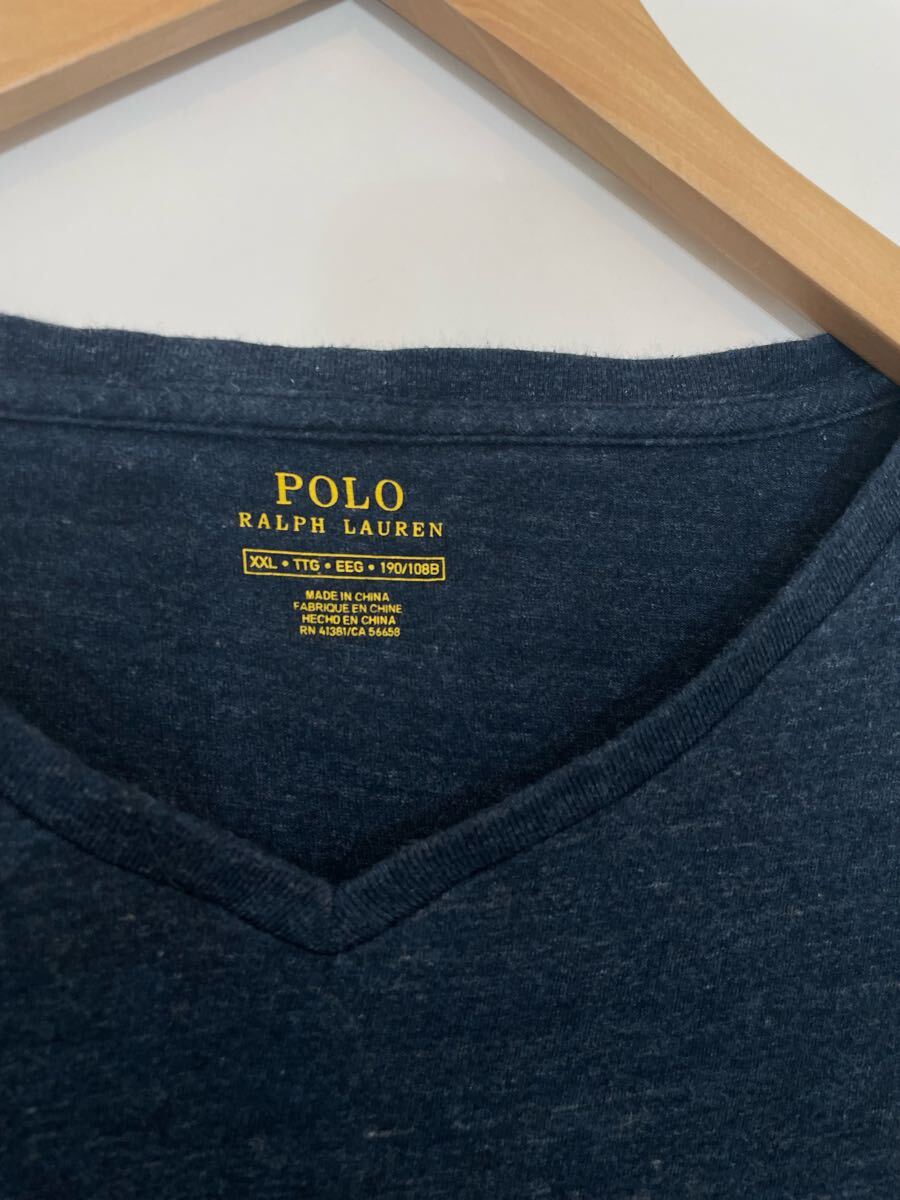 POLO
RALPH LAUREN
XXL • TTG • EEG • 190/108B
MADE IN CHINA
FABRIQUE EN CHINE
HECHO EN CHINA
RN 41381/CA 56658